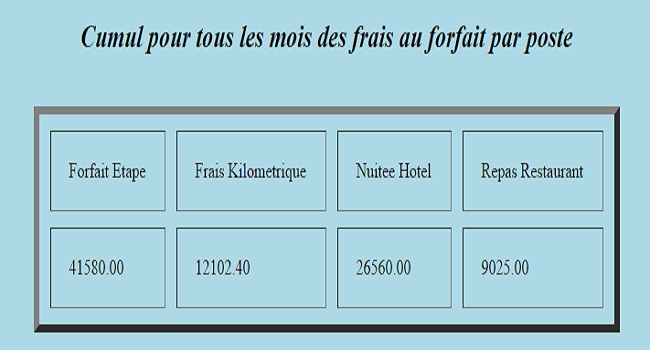 Cumul pour tous les mois des frais au forfait par poste
Forfait Etape Frais Kilometrique Nuitee Hotel Repas Restaurant
41580.00 12102.40 26560.00 9025.00